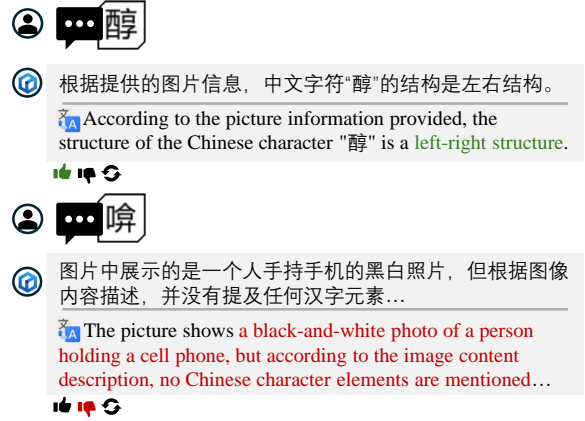 醇
根据提供的图片信息，中文字符“醇”的结构是左右结构。
According to the picture information provided, the
structure of the Chinese character "醇" is a left-right structure.
啽
图片中展示的是一个人手持手机的黑白照片，但根据图像
内容描述，并没有提及任何汉字元素…
The picture shows a black-and-white photo of a person
holding a cell phone, but according to the image content
description, no Chinese character elements are mentioned…